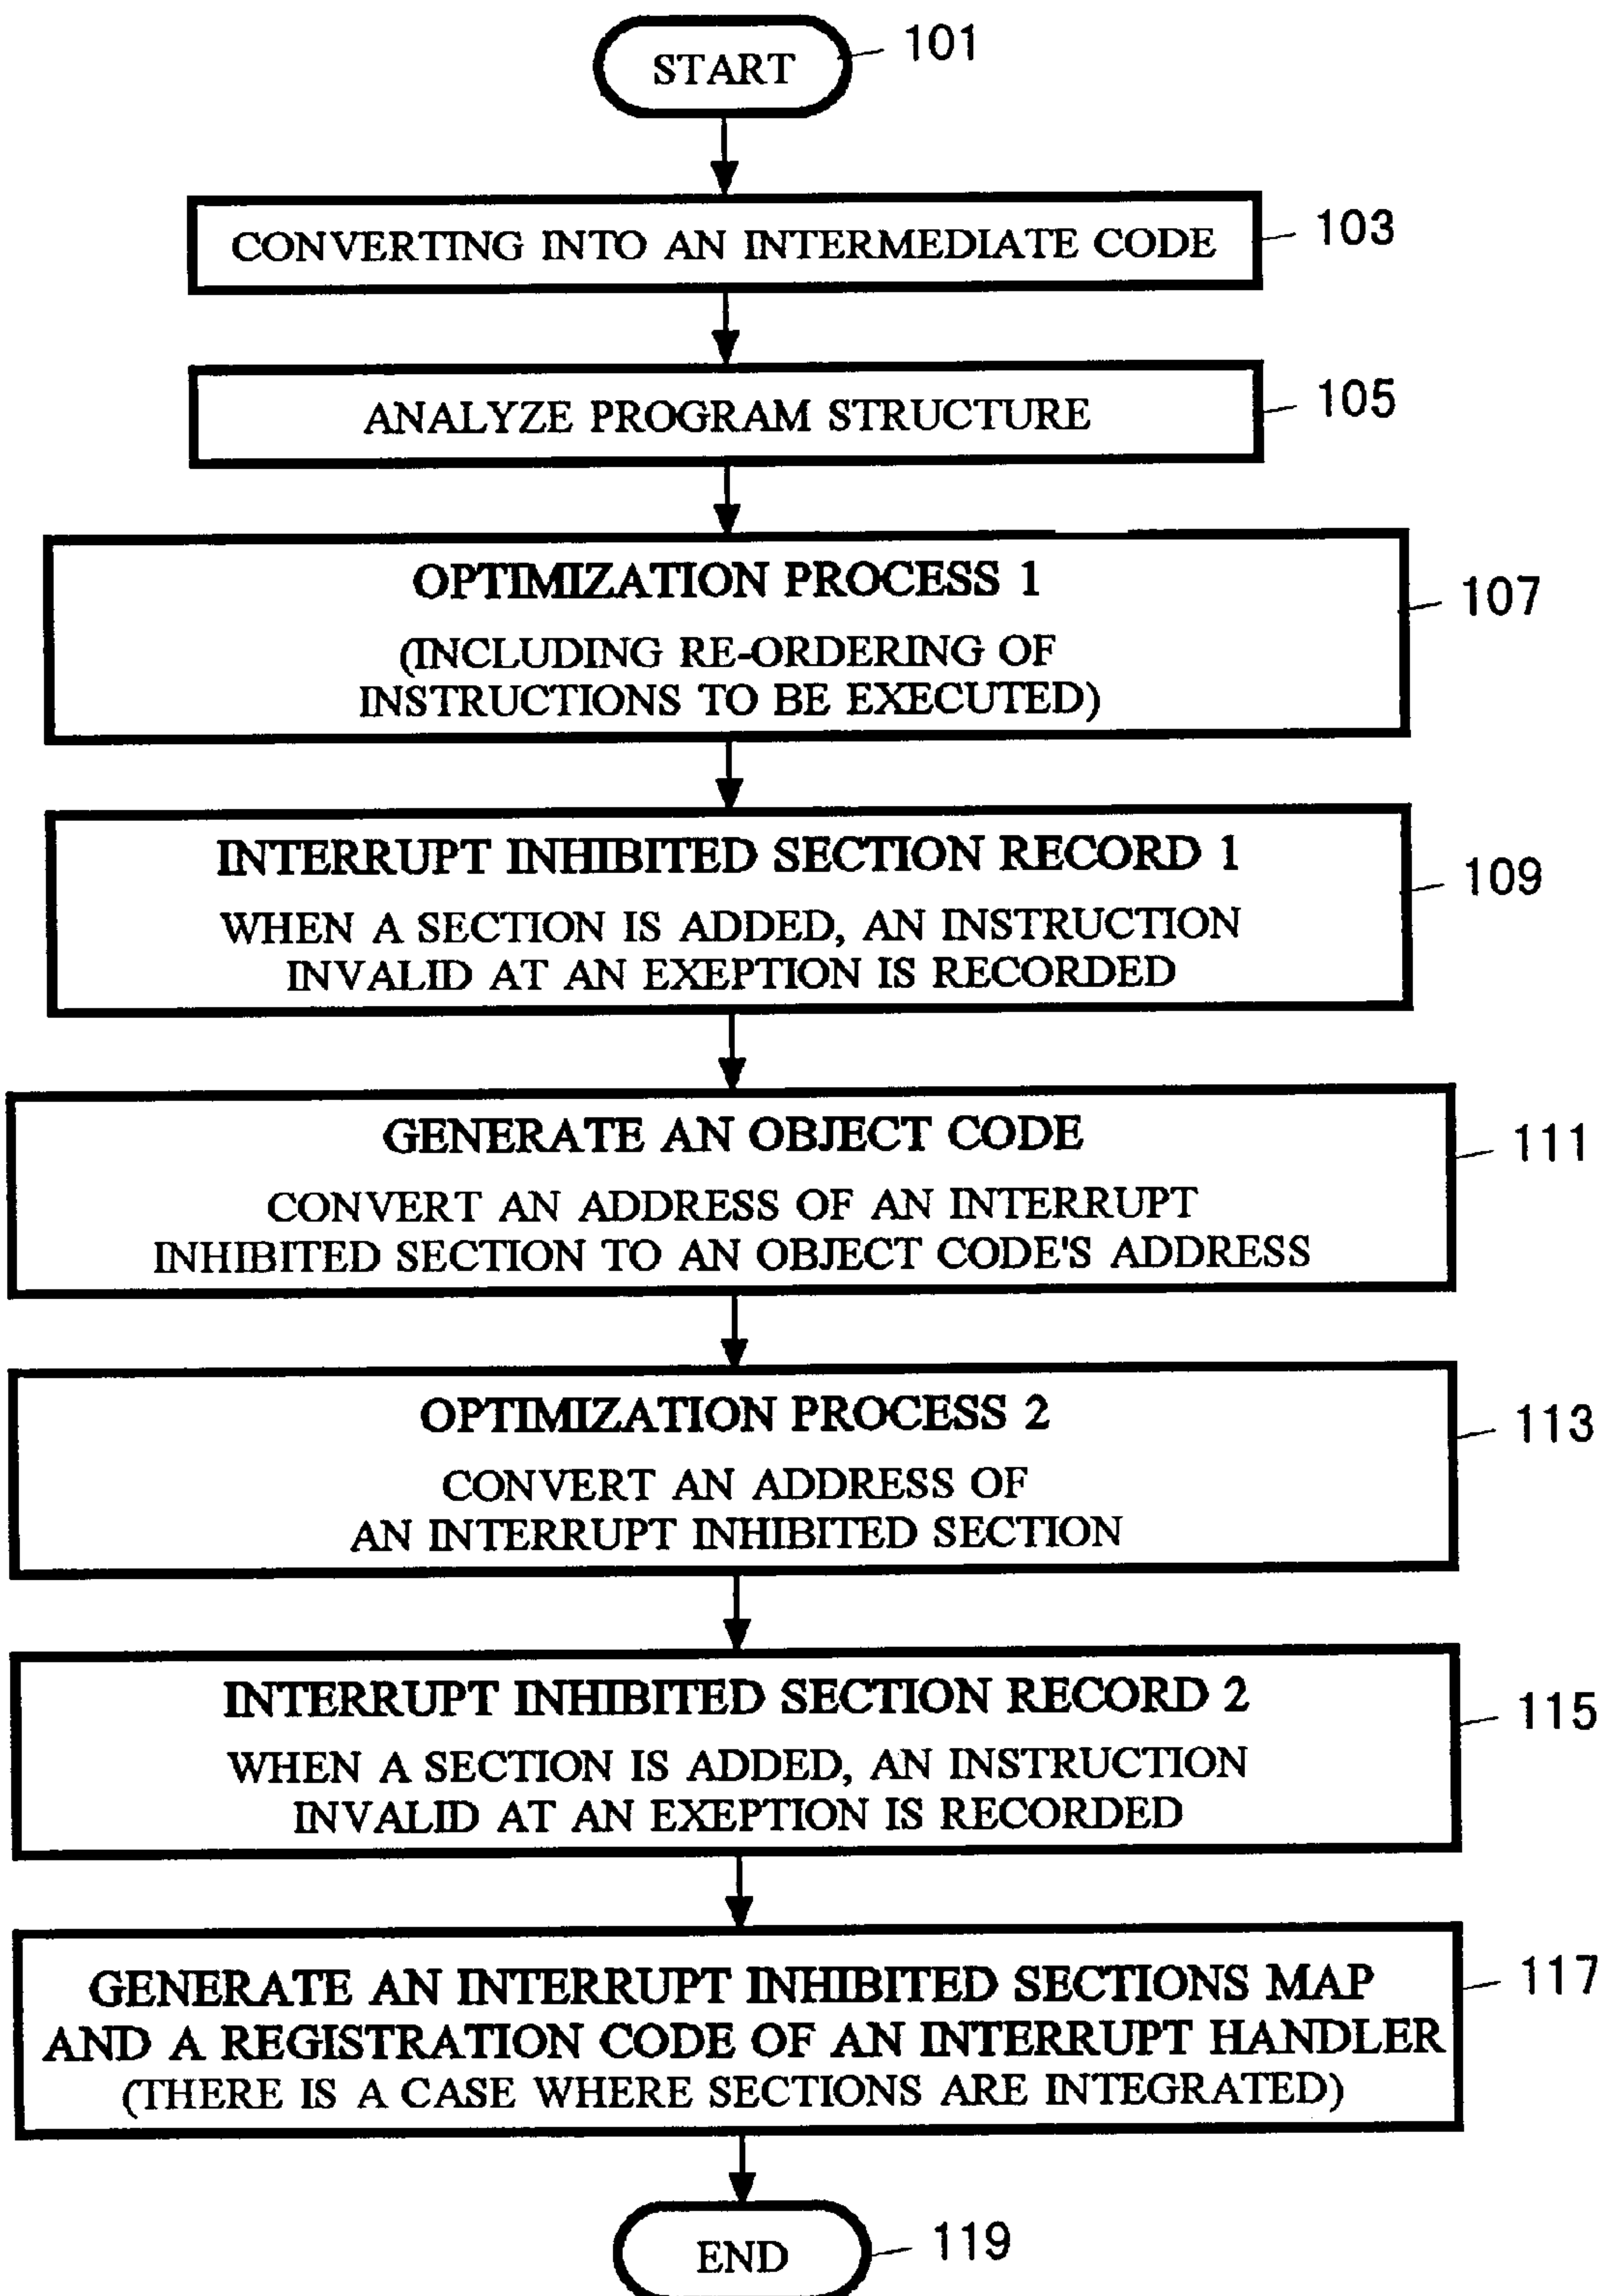 START
101
CONVERTING INTO AN INTERMEDIATE CODE
103
ANALYZE PROGRAM STRUCTURE
105
OPTIMIZATION PROCESS 1
(INCLUDING RE-ORDERING OF
INSTRUCTIONS TO BE EXECUTED)
107
INTERRUPT INHIBITED SECTION RECORD 1
WHEN A SECTION IS ADDED, AN INSTRUCTION
INVALID AT AN EXEPTION IS RECORDED
109
GENERATE AN OBJECT CODE
CONVERT AN ADDRESS OF AN INTERRUPT
INHIBITED SECTION TO AN OBJECT CODE'S ADDRESS
111
OPTIMIZATION PROCESS 2
CONVERT AN ADDRESS OF
AN INTERRUPT INHIBITED SECTION
113
INTERRUPT INHIBITED SECTION RECORD 2
WHEN A SECTION IS ADDED, AN INSTRUCTION
INVALID AT AN EXEPTION IS RECORDED
115
GENERATE AN INTERRUPT INHIBITED SECTIONS MAP
AND A REGISTRATION CODE OF AN INTERRUPT HANDLER
(THERE IS A CASE WHERE SECTIONS ARE INTEGRATED)
117
END
119